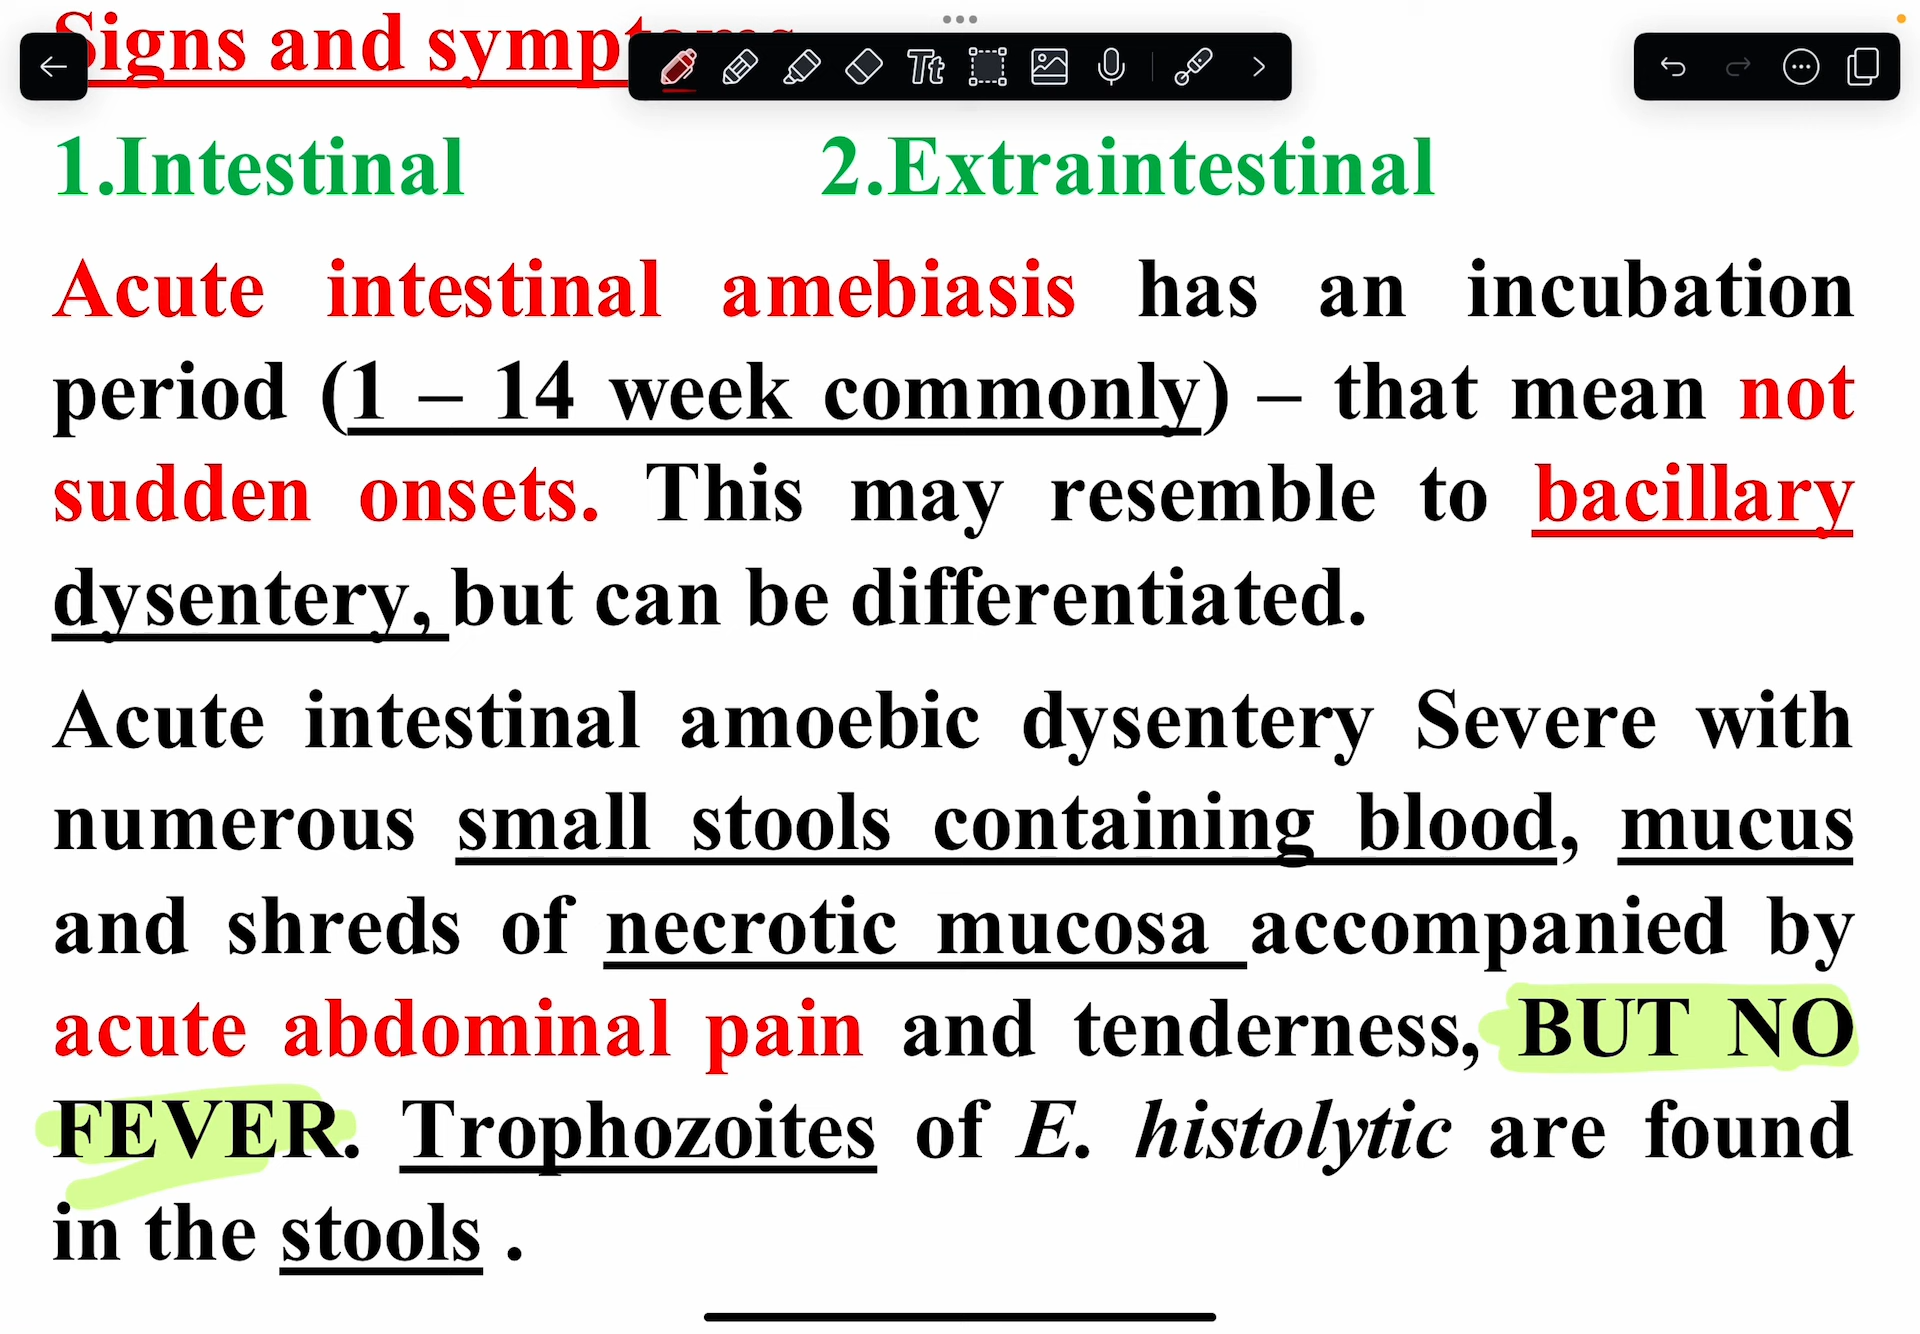 Signs and symptoms
Tt
1.Intestinal 2.Extraintestinal
Acute intestinal amebiasis has an incubation
period (1 – 14 week commonly) – that mean not
sudden onsets. This may resemble to bacillary
dysentery, but can be differentiated.
Acute intestinal amoebic dysentery Severe with
numerous small stools containing blood, mucus
and shreds of necrotic mucosa accompanied by
acute abdominal pain and tenderness, BUT NO
FEVER. Trophozoites of E. histolytic are found
in the stools .